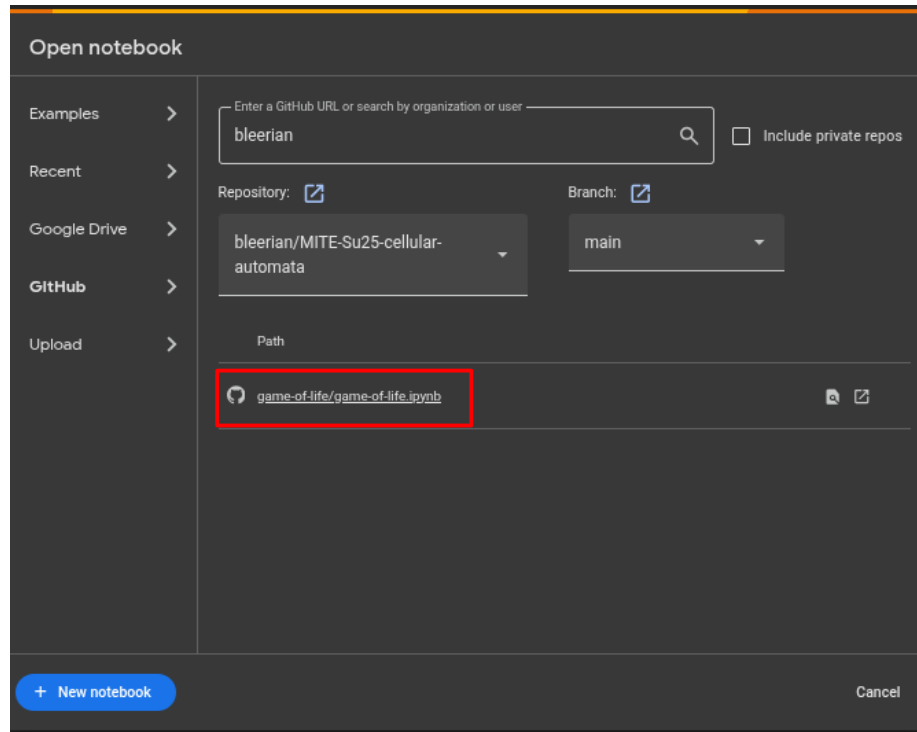 Open notebook
Examples
Recent
Google Drive
GitHub
Upload
Enter a GitHub URL or search by organization or user
bleerian
Include private repos
Repository:
Branch:
bleerian/MITE-Su25-cellular-
automata
main
Path
game-of-life/game-of-life.ipynb
+ New notebook
Cancel